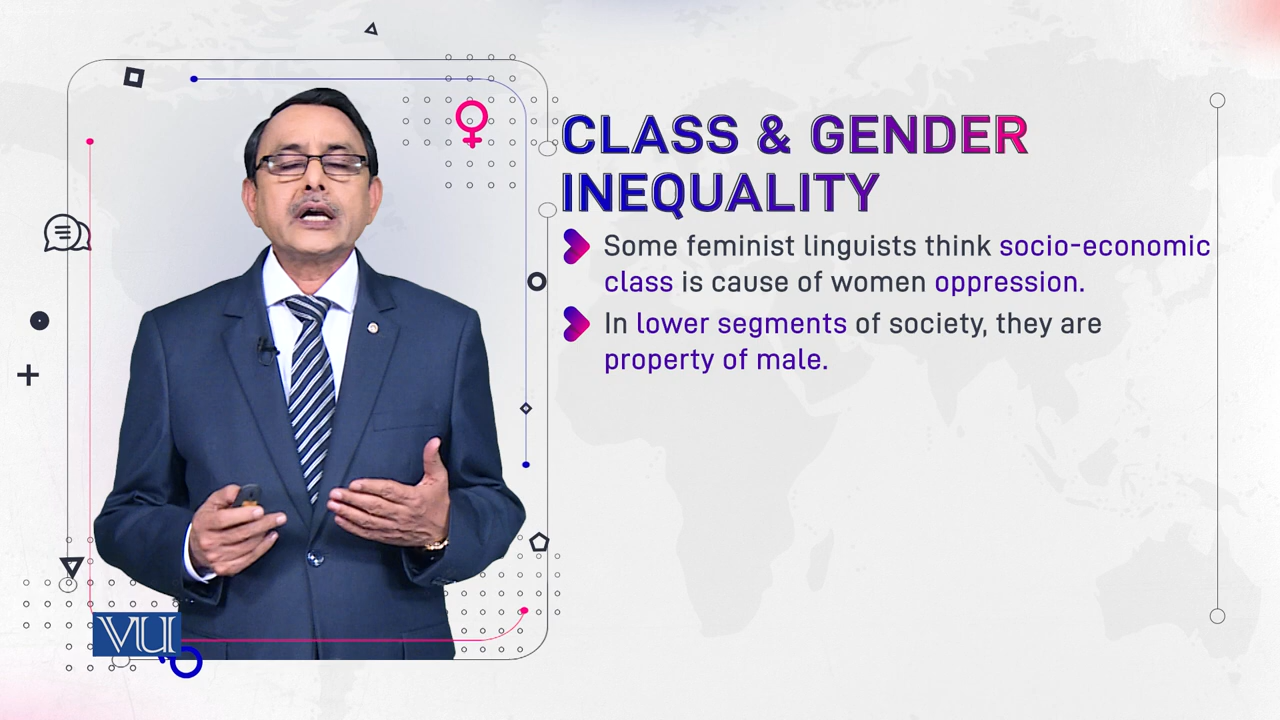 CLASS & GENDER
INEQUALITY
Some feminist linguists think socio-economic
class is cause of women oppression.
In lower segments of society, they are
property of male.
VU